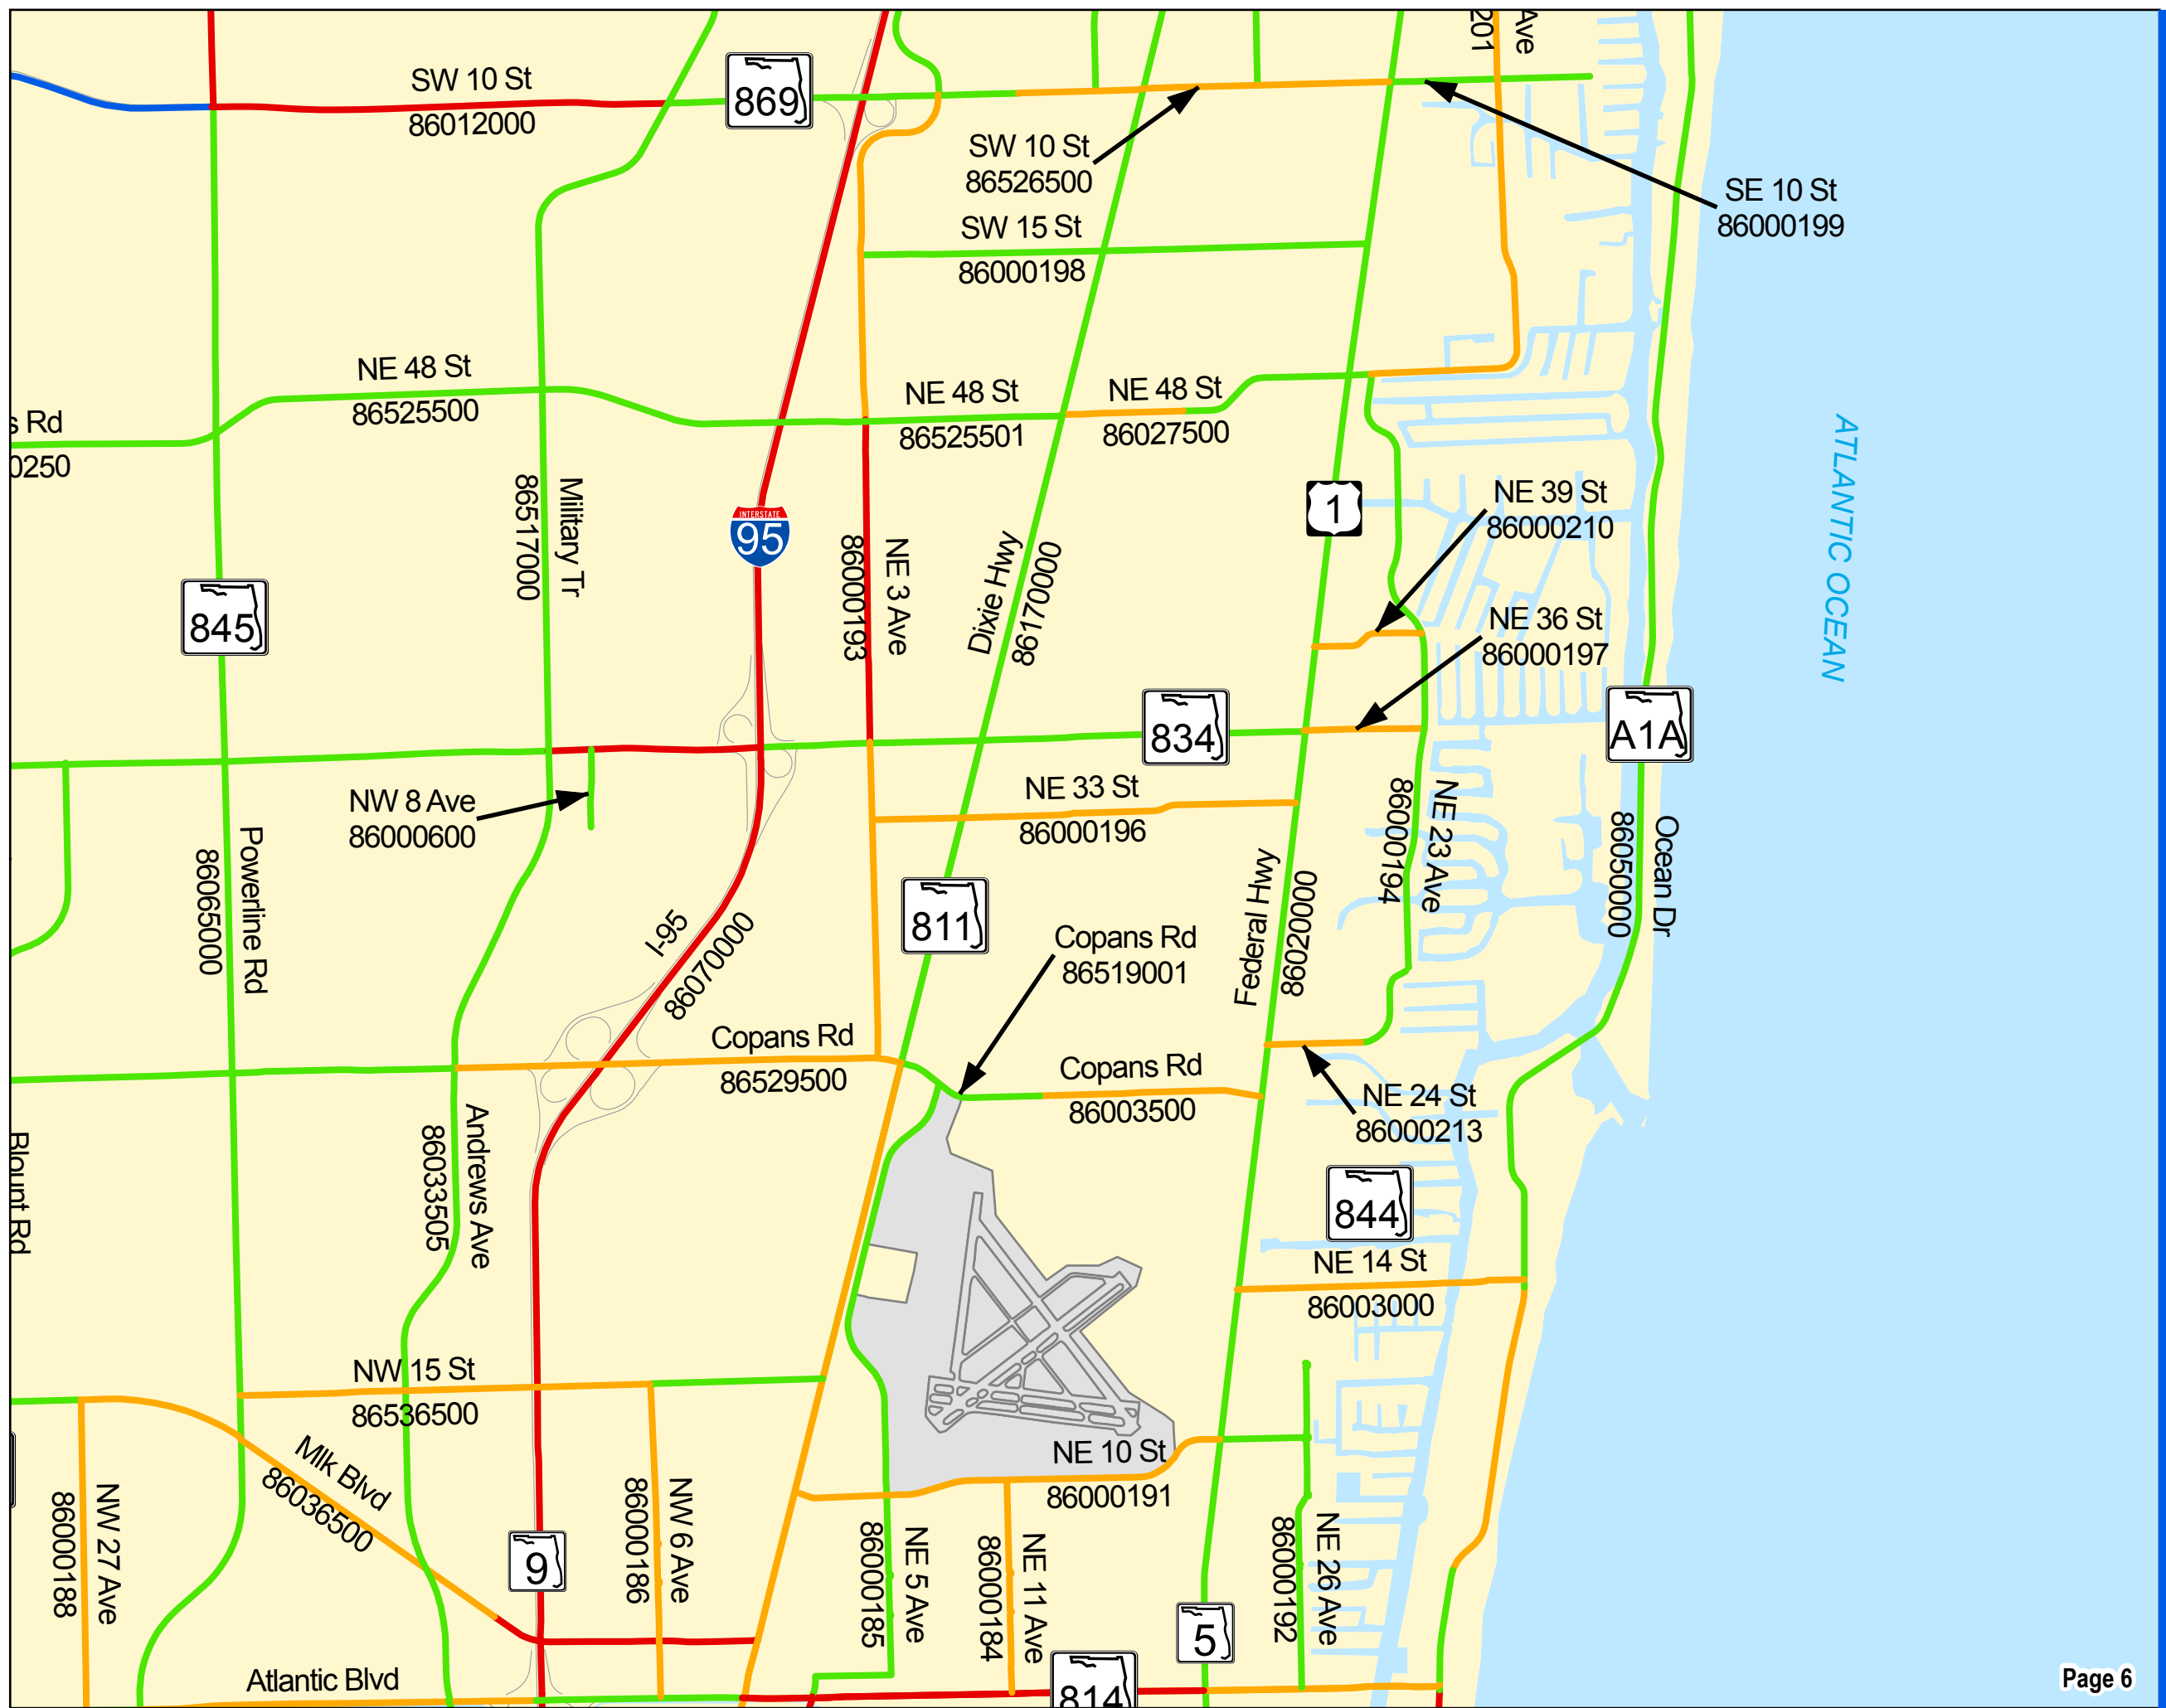 201
Ave
SW 10 St
86012000
869
SW 10 St
86526500
SE 10 St
86000199
SW 15 St
86000198
NE 48 St
86525500
NE 48 St
86525501
NE 48 St
86027500
s Rd
0250
ATLANTIC OCEAN
Military Tr
86517000
INTERSTATE
95
1
NE 39 St
86000210
NE 3 Ave
86000193
Dixie Hwy
86170000
845
NE 36 St
86000197
834
A1A
NW 8 Ave
86000600
NE 33 St
86000196
NE 23 Ave
86000194
Ocean Dr
86050000
Powerline Rd
86065000
Federal Hwy
86020000
811
I-95
86070000
Copans Rd
86519001
Copans Rd
86529500
Copans Rd
86003500
NE 24 St
86000213
Blount Rd
Andrews Ave
86033505
844
NE 14 St
86003000
NW 15 St
86536500
Mlk Blvd
86036500
NE 10 St
86000191
NW 27 Ave
86000188
9
NW 6 Ave
86000186
NE 5 Ave
86000185
NE 11 Ave
86000184
NE 26 Ave
86000192
5
814
Atlantic Blvd
Page 6